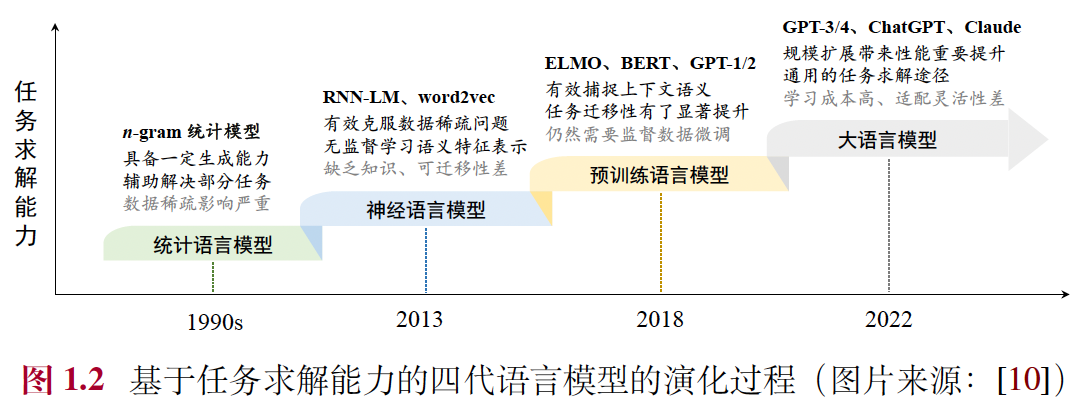 任务求解能力
n-gram 统计模型
具备一定生成能力
辅助解决部分任务
数据稀疏影响严重
统计语言模型
1990s
RNN-LM、word2vec
有效克服数据稀疏问题
无监督学习语义特征表示
缺乏知识、可迁移性差
神经语言模型
2013
ELMO、BERT、GPT-1/2
有效捕捉上下文语义
任务迁移性有了显著提升
仍然需要监督数据微调
预训练语言模型
2018
GPT-3/4、ChatGPT、Claude
规模扩展带来性能重要提升
通用的任务求解途径
学习成本高、适配灵活性差
大语言模型
2022
图 1.2 基于任务求解能力的四代语言模型的演化过程（图片来源：[10]）